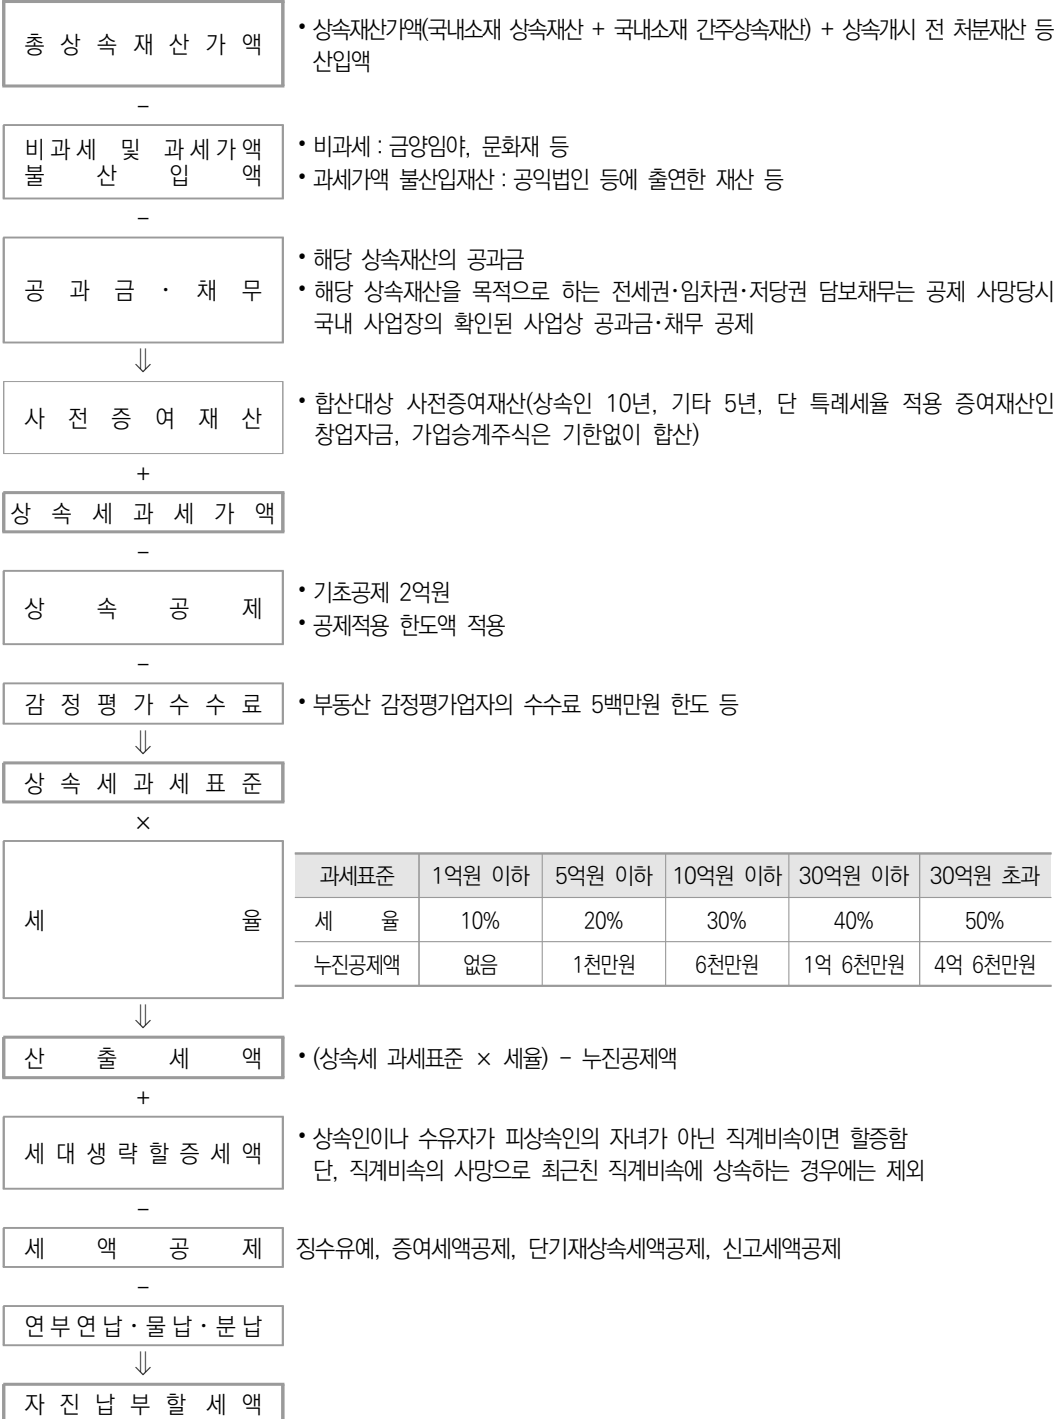 총 상 속 재 산 가 액
• 상속재산가액(국내소재 상속재산 + 국내소재 간주상속재산) + 상속개시 전 처분재산 등
산입액
−
비과세 및 과세가액
불 산 입 액
• 비과세 : 금양임야, 문화재 등
• 과세가액 불산입재산 : 공익법인 등에 출연한 재산 등
−
공 과 금 · 채 무
• 해당 상속재산의 공과금
• 해당 상속재산을 목적으로 하는 전세권·임차권·저당권 담보채무는 공제 사망당시
국내 사업장의 확인된 사업상 공과금·채무 공제
⇓
사 전 증 여 재 산
• 합산대상 사전증여재산(상속인 10년, 기타 5년, 단 특례세율 적용 증여재산인
창업자금, 가업승계주식은 기한없이 합산)
+
상 속 세 과 세 가 액
−
상 속 공 제
• 기초공제 2억원
• 공제적용 한도액 적용
−
감 정 평 가 수 수 료
• 부동산 감정평가업자의 수수료 5백만원 한도 등
⇓
상 속 세 과 세 표 준
×
세 율
과세표준 1억원 이하 5억원 이하 10억원 이하 30억원 이하 30억원 초과
세 율 10% 20% 30% 40% 50%
누진공제액 없음 1천만원 6천만원 1억 6천만원 4억 6천만원
⇓
산 출 세 액
• (상속세 과세표준 × 세율) − 누진공제액
+
세 대 생 략 할 증 세 액
• 상속인이나 수유자가 피상속인의 자녀가 아닌 직계비속이면 할증함
단, 직계비속의 사망으로 최근친 직계비속에 상속하는 경우에는 제외
−
세 액 공 제
징수유예, 증여세액공제, 단기재상속세액공제, 신고세액공제
−
연부연납·물납·분납
⇓
자 진 납 부 할 세 액